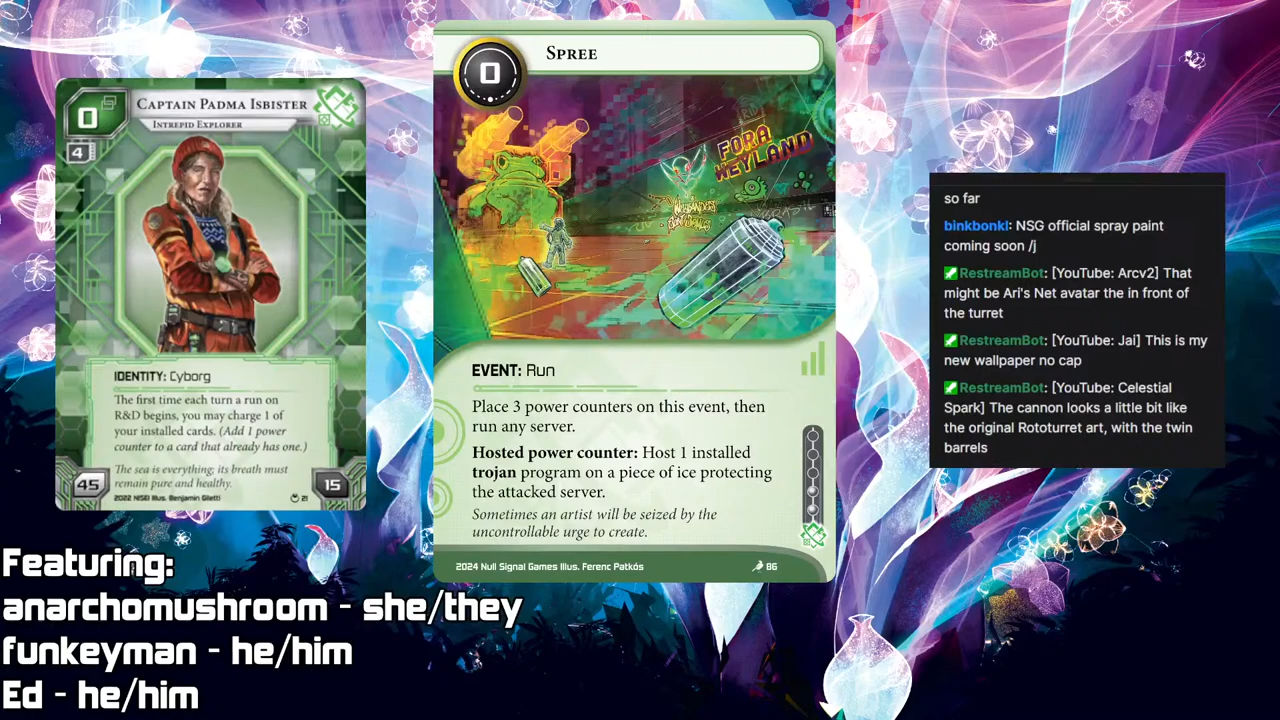 0
CAPTAIN PADMA ISBISTER
INTREPID EXPLORER
4
IDENTITY: Cyborg
The first time each turn a run on
R&D begins, you may charge 1 of
your installed cards. (Add 1 power
counter to a card that already has one.)
The sea is everything; its breath must
remain pure and healthy.
45
15
2022 NISEI Illus. Benjamin Giletti
21
0
SPREE
FORA
WEYLAND
EVENT: Run
Place 3 power counters on this event, then
run any server.
Hosted power counter: Host 1 installed
trojan program on a piece of ice protecting
the attacked server.
Sometimes an artist will be seized by the
uncontrollable urge to create.
2024 Null Signal Games Illus. Ferenc Patkós
86
so far
binkbonkl: NSG official spray paint
coming soon /j
RestreamBot: [YouTube: Arcv2] That
might be Ari's Net avatar the in front of
the turret
RestreamBot: [YouTube: Jai] This is my
new wallpaper no cap
RestreamBot: [YouTube: Celestial
Spark] The cannon looks a little bit like
the original Rototurret art, with the twin
barrels
Featuring:
anarchomushroom - she/they
funkeyman - he/him
Ed - he/him